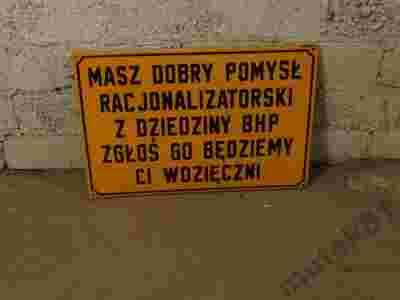 MASZ DOBRY POMYSŁ
RACJONALIZATORSKI
Z DZIEDZINY BHP
ZGŁOŚ GO BĘDZIEMY
CI WDZIĘCZNI